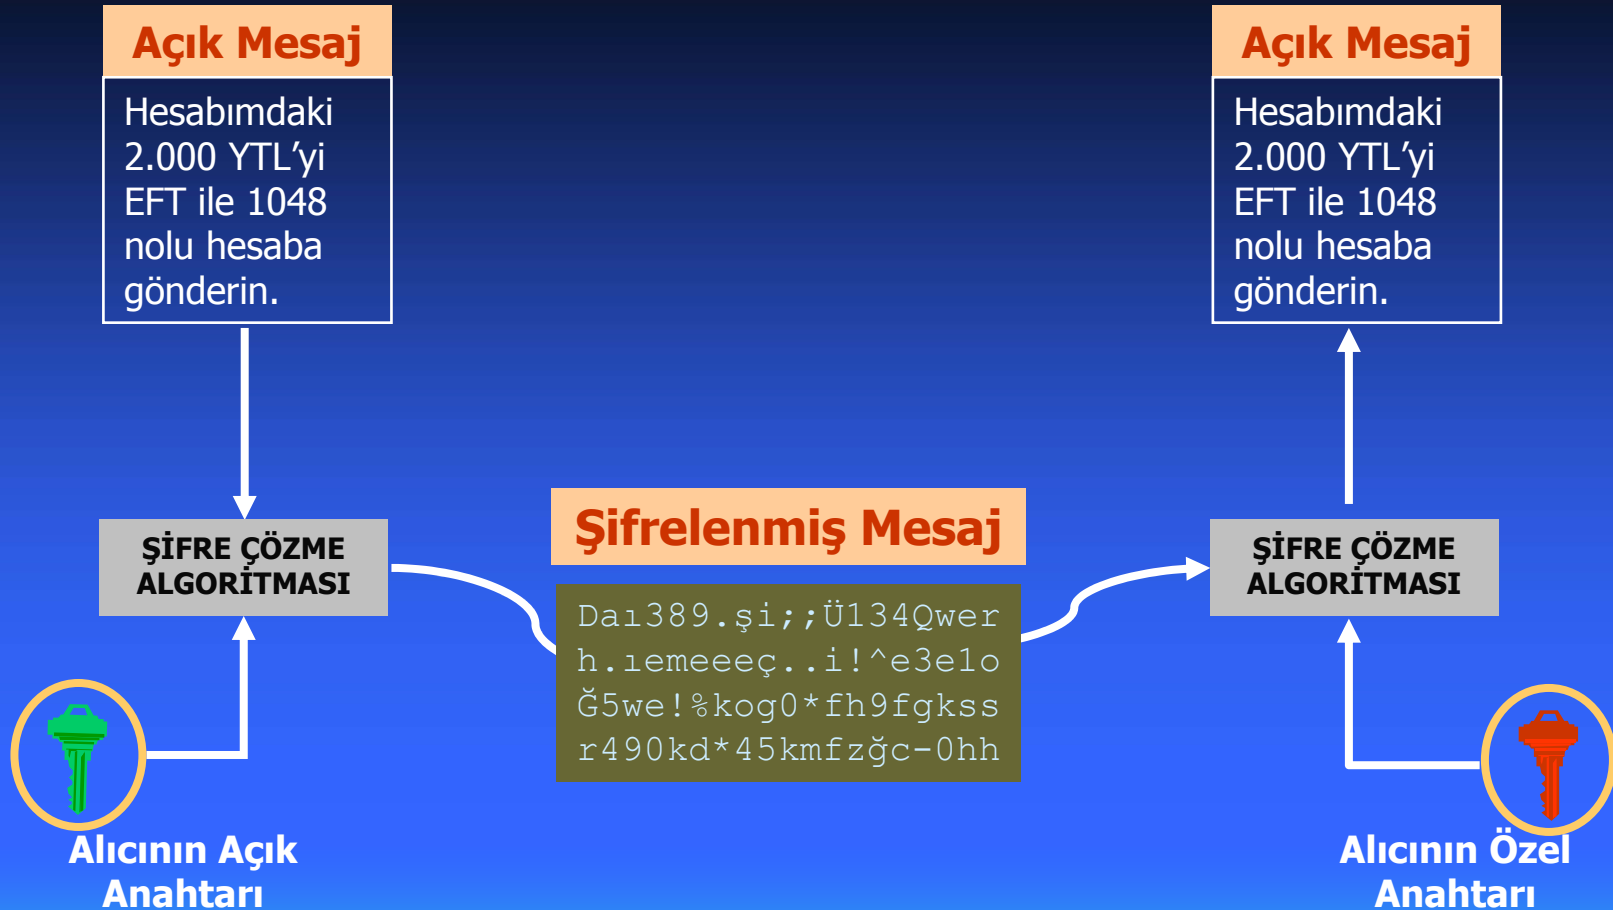 Açık Mesaj
Hesabımdaki
2.000 YTL’yi
EFT ile 1048
nolu hesaba
gönderin.
ŞİFRE ÇÖZME
ALGORİTMASI
Alıcının Açık
Anahtarı
Şifrelenmiş Mesaj
Daı389.şi;;Ü134Qwer
h.ıemeeeç..i!^e3e1o
Ğ5we!%kog0*fh9fgkss
r490kd*45kmfzğc-0hh
Açık Mesaj
Hesabımdaki
2.000 YTL’yi
EFT ile 1048
nolu hesaba
gönderin.
ŞİFRE ÇÖZME
ALGORİTMASI
Alıcının Özel
Anahtarı